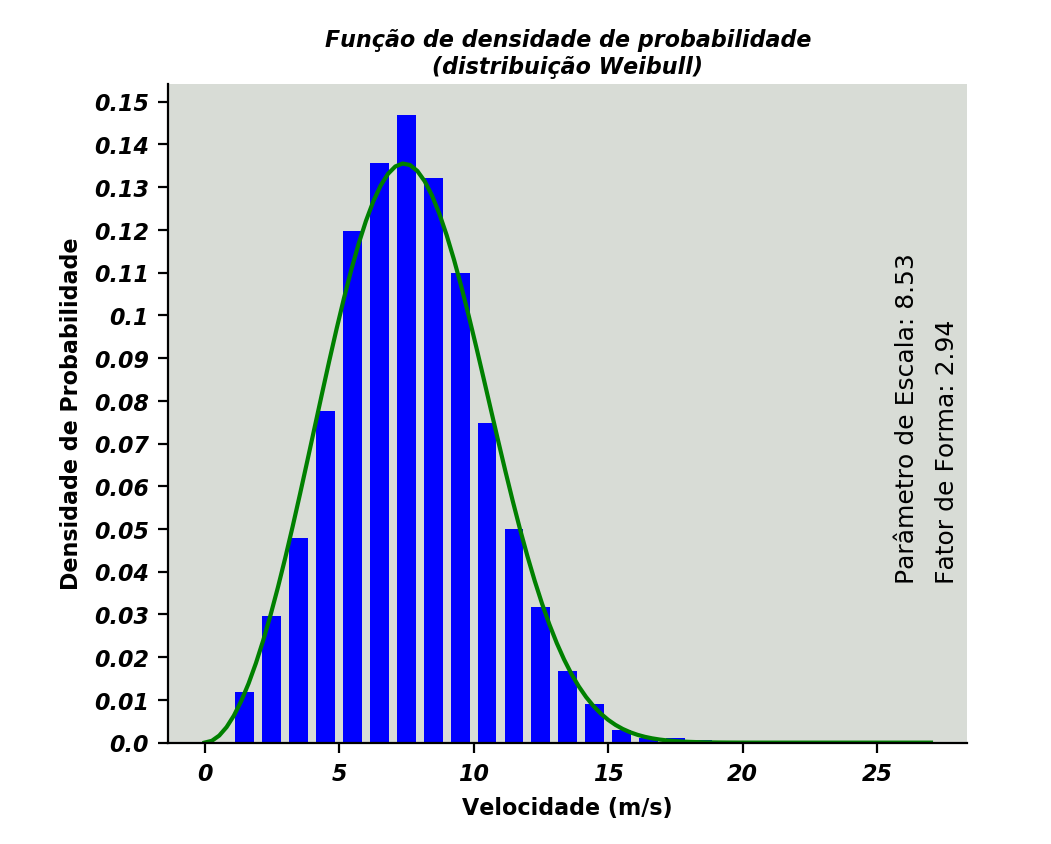 Função de densidade de probabilidade
(distribuição Weibull)
0.15
0.14
0.13
0.12
0.11
0.1
0.09
0.08
0.07
0.06
0.05
0.04
0.03
0.02
0.01
0.0
Densidade de Probabilidade
0 5 10 15 20 25
Velocidade (m/s)
Parâmetro de Escala: 8.53
Fator de Forma: 2.94